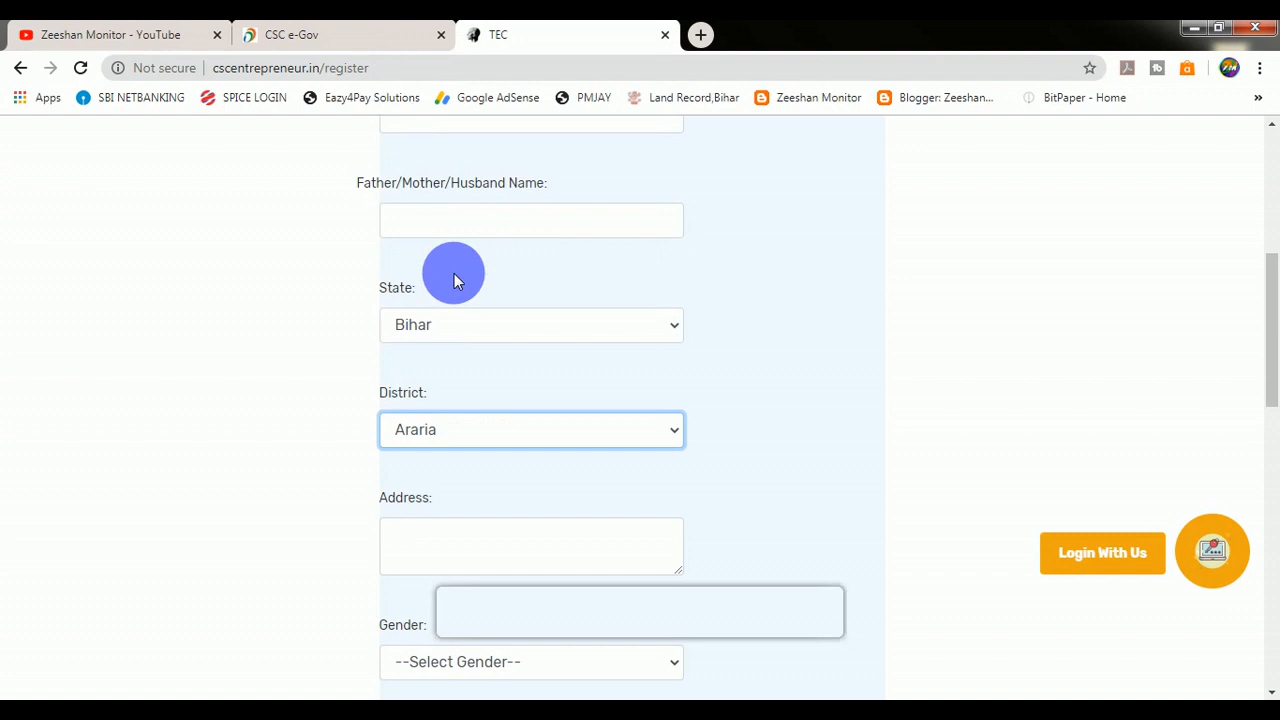 Zeeshan Monitor - YouTube
CSC e-Gov
TEC
Not secure
cscentrepreneur.in/register
Apps
SBI NETBANKING
SPICE LOGIN
Eazy4Pay Solutions
Google AdSense
PMJAY
Land Record,Bihar
Zeeshan Monitor
Blogger: Zeeshan...
BitPaper - Home
»
Father/Mother/Husband Name:
State:
Bihar
District:
Araria
Address:
Login With Us
Gender:
--Select Gender--